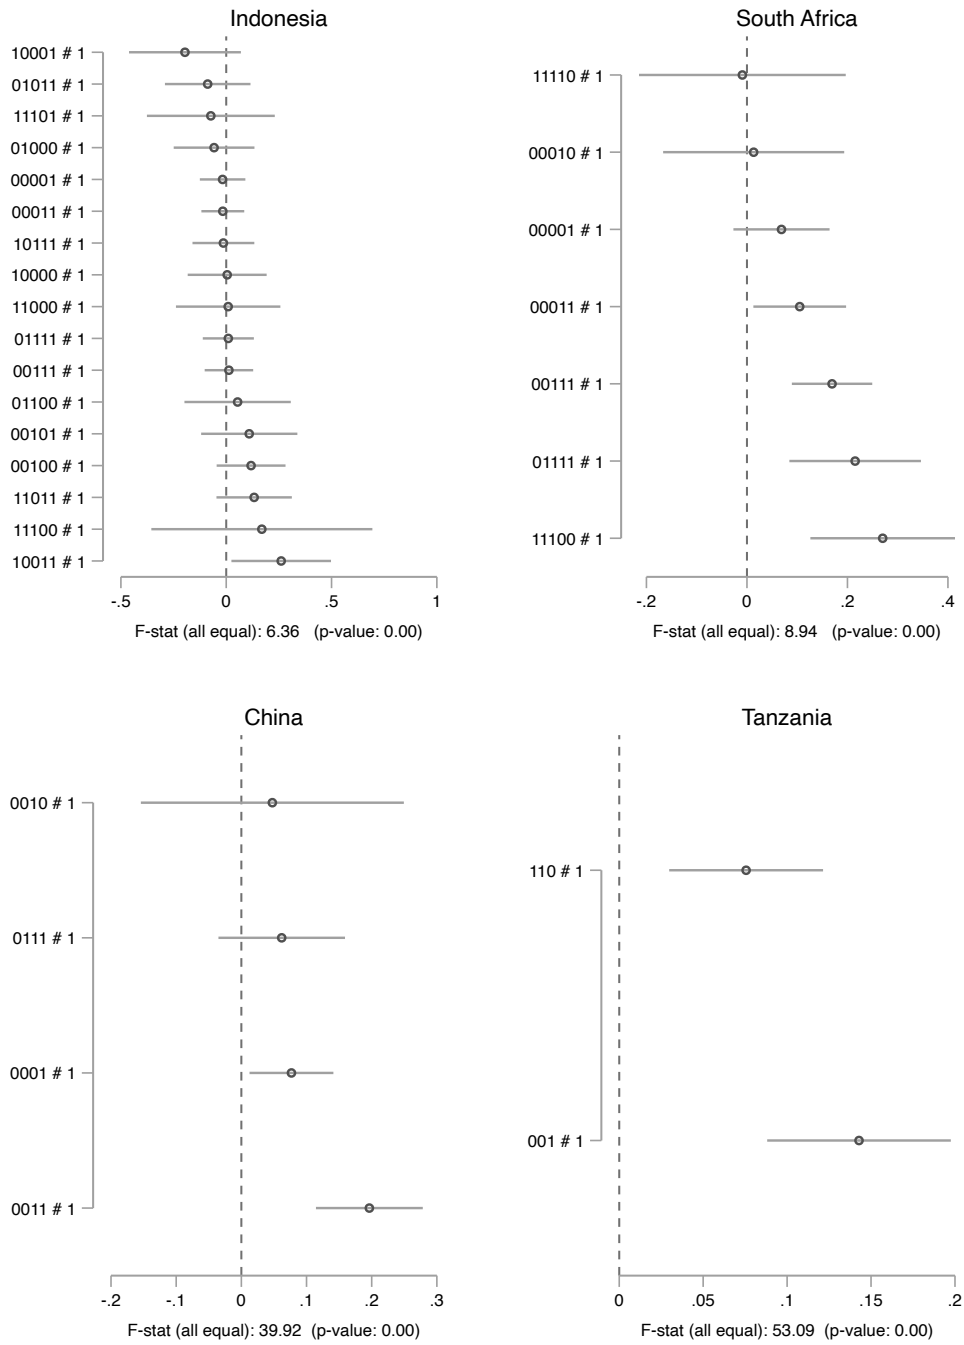 Indonesia
10001 # 1
01011 # 1
11101 # 1
01000 # 1
00001 # 1
00011 # 1
10111 # 1
10000 # 1
11000 # 1
01111 # 1
00111 # 1
01100 # 1
00101 # 1
00100 # 1
11011 # 1
11100 # 1
10011 # 1
-.5 0 .5 1
F-stat (all equal): 6.36 (p-value: 0.00)
South Africa
11110 # 1
00010 # 1
00001 # 1
00011 # 1
00111 # 1
01111 # 1
11100 # 1
-.2 0 .2 .4
F-stat (all equal): 8.94 (p-value: 0.00)
China
0010 # 1
0111 # 1
0001 # 1
0011 # 1
-.2 -.1 0 .1 .2 .3
F-stat (all equal): 39.92 (p-value: 0.00)
Tanzania
110 # 1
001 # 1
0 .05 .1 .15 .2
F-stat (all equal): 53.09 (p-value: 0.00)